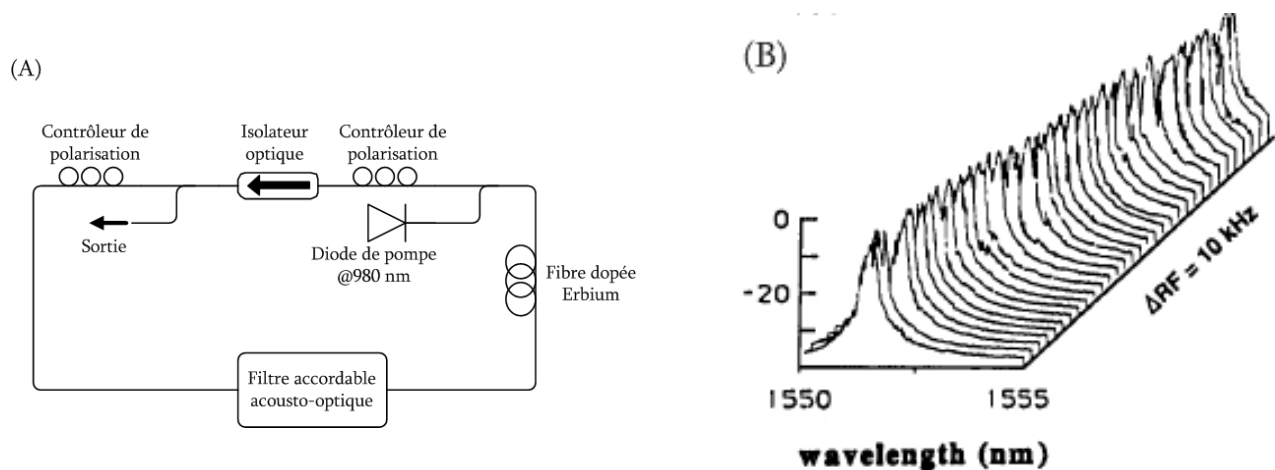 (A)
Contrôleur de
polarisation
Isolateur
optique
Contrôleur de
polarisation
Sortie
Diode de pompe
@980 nm
Fibre dopée
Erbium
Filtre accordable
acousto-optique
(B)
0
-20
1550
1555
wavelength (nm)
ΔRF = 10 kHz